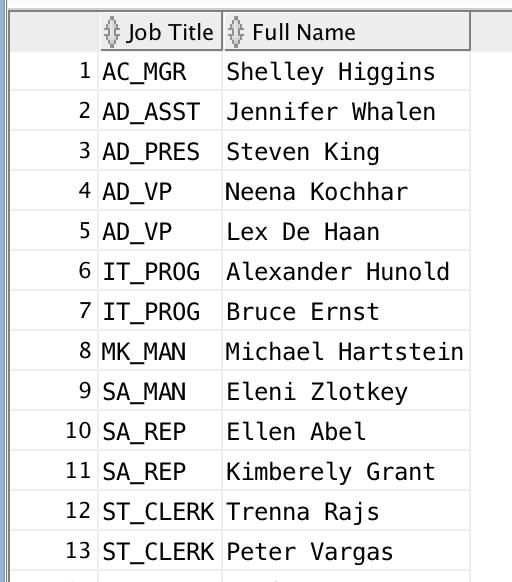 Job Title Full Name
1 AC_MGR Shelley Higgins
2 AD_ASST Jennifer Whalen
3 AD_PRES Steven King
4 AD_VP Neena Kochhar
5 AD_VP Lex De Haan
6 IT_PROG Alexander Hunold
7 IT_PROG Bruce Ernst
8 MK_MAN Michael Hartstein
9 SA_MAN Eleni Zlotkey
10 SA_REP Ellen Abel
11 SA_REP Kimberely Grant
12 ST_CLERK Trenna Rajs
13 ST_CLERK Peter Vargas